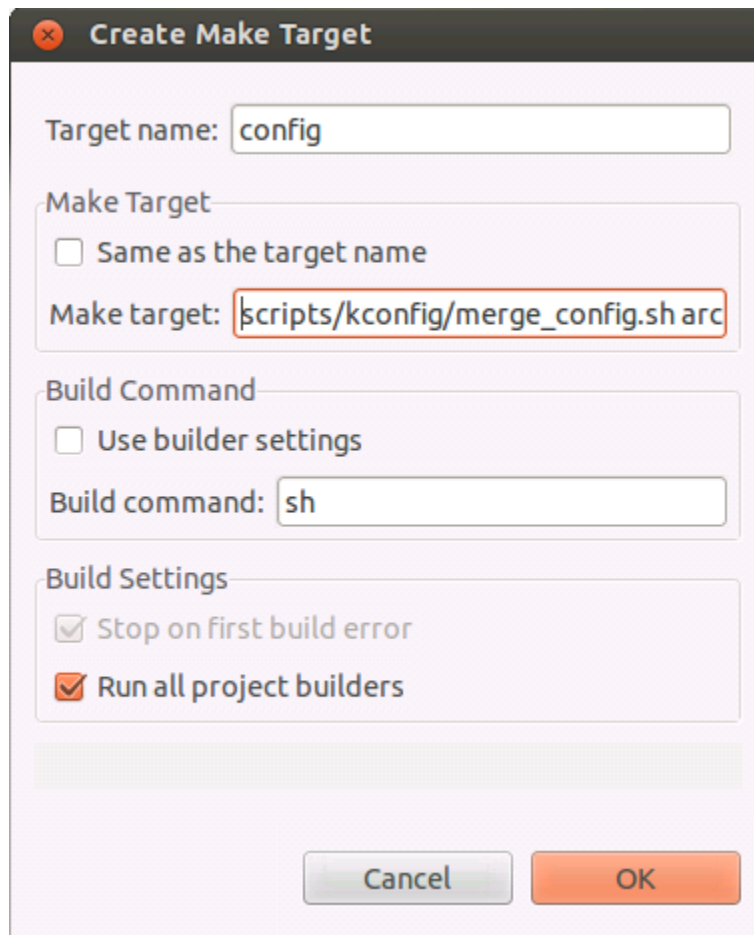 Create Make Target
Target name: config
Make Target
Same as the target name
Make target: scripts/kconfig/merge_config.sh arc
Build Command
Use builder settings
Build command: sh
Build Settings
Stop on first build error
Run all project builders
Cancel OK